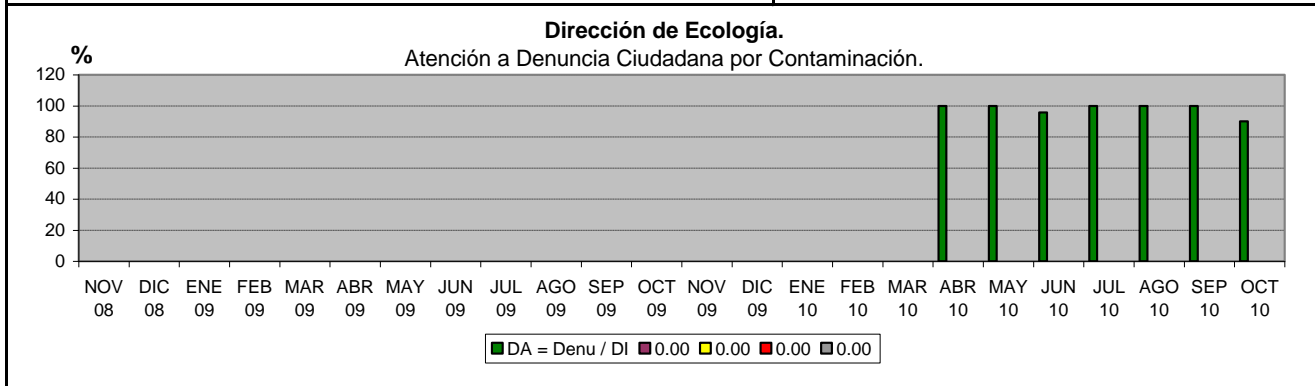 Dirección de Ecología.
%
Atención a Denuncia Ciudadana por Contaminación.
120
100
80
60
40
20
0
NOV DIC ENE FEB MAR ABR MAY JUN JUL AGO SEP OCT NOV DIC ENE FEB MAR ABR MAY JUN JUL AGO SEP OCT
08 08 09 09 09 09 09 09 09 09 09 09 09 09 10 10 10 10 10 10 10 10 10 10
DA = Denu / DI 0.00 0.00 0.00 0.00